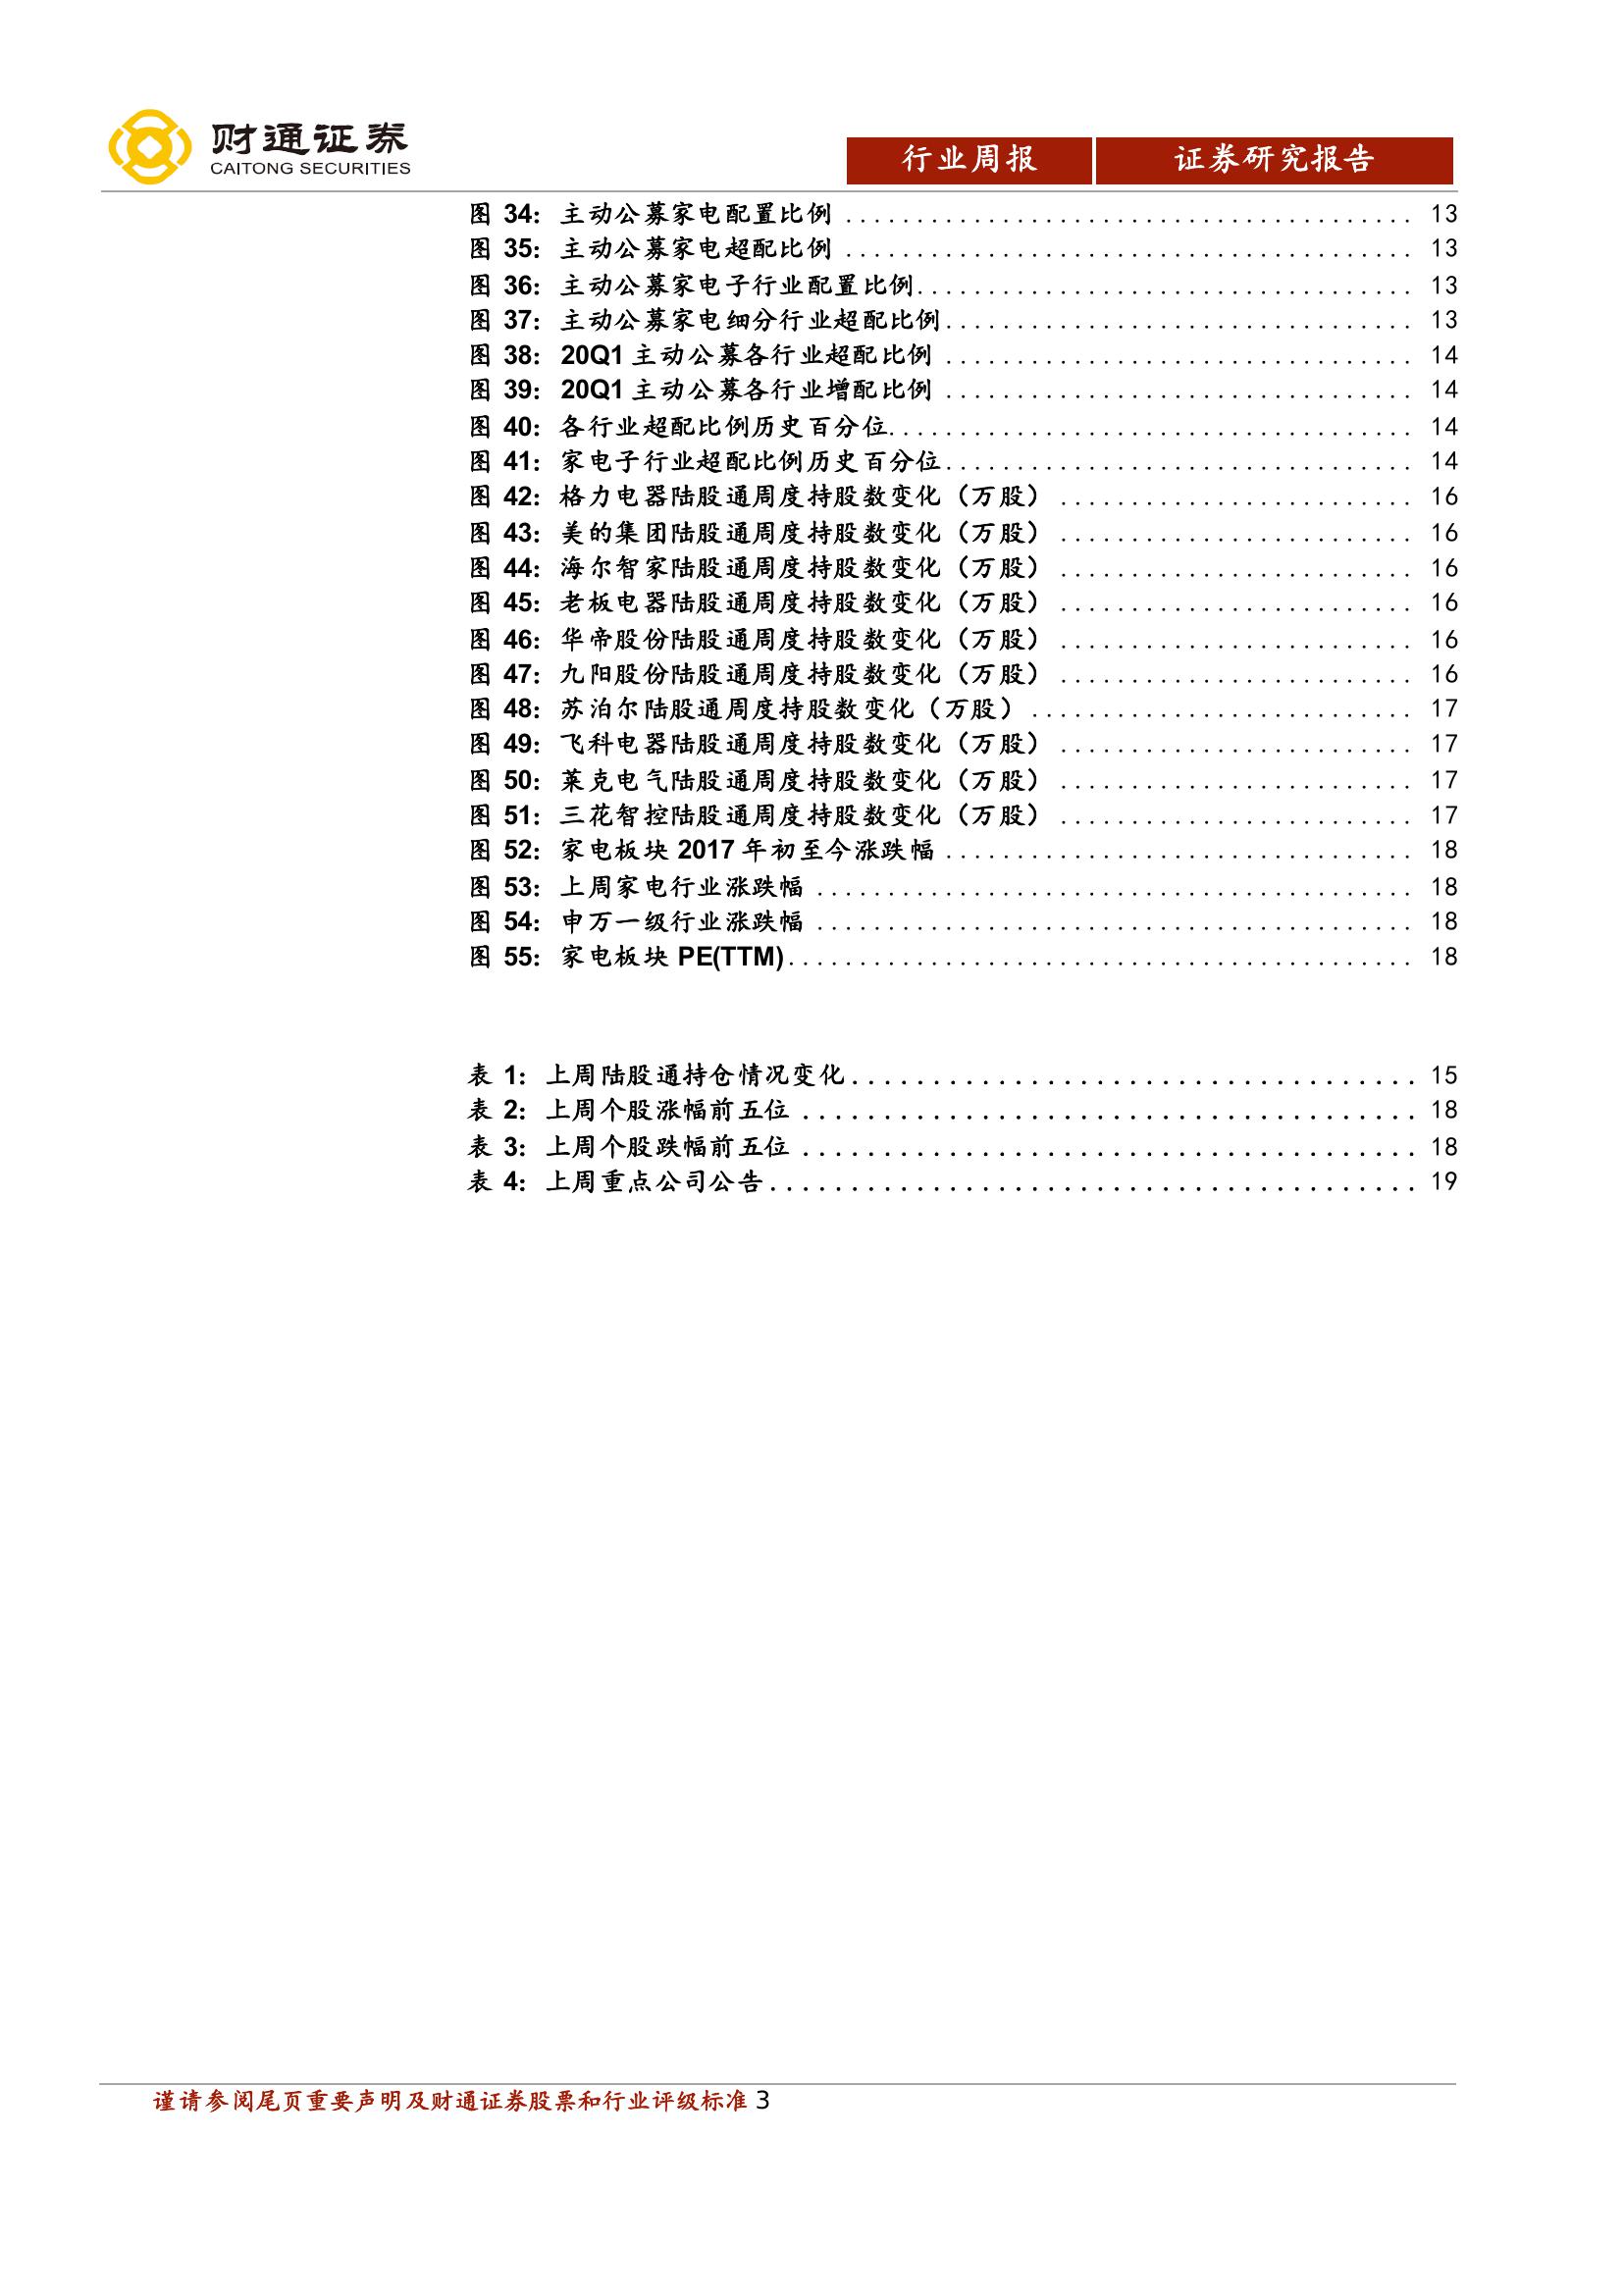 财通证券
CAITONG SECURITIES
行业周报 证券研究报告
图 34：主动公募家电配置比例 ........................................ 13
图 35：主动公募家电超配比例 ........................................ 13
图 36：主动公募家电子行业配置比例................................... 13
图 37：主动公募家电细分行业超配比例................................. 13
图 38：20Q1 主动公募各行业超配比例 ................................. 14
图 39：20Q1 主动公募各行业增配比例 ................................. 14
图 40：各行业超配比例历史百分位..................................... 14
图 41：家电子行业超配比例历史百分位................................. 14
图 42：格力电器陆股通周度持股数变化（万股） ......................... 16
图 43：美的集团陆股通周度持股数变化（万股） ......................... 16
图 44：海尔智家陆股通周度持股数变化（万股） ......................... 16
图 45：老板电器陆股通周度持股数变化（万股） ......................... 16
图 46：华帝股份陆股通周度持股数变化（万股） ......................... 16
图 47：九阳股份陆股通周度持股数变化（万股） ......................... 16
图 48：苏泊尔陆股通周度持股数变化（万股） ........................... 17
图 49：飞科电器陆股通周度持股数变化（万股） ......................... 17
图 50：莱克电气陆股通周度持股数变化（万股） ......................... 17
图 51：三花智控陆股通周度持股数变化（万股） ......................... 17
图 52：家电板块 2017 年初至今涨跌幅 ................................. 18
图 53：上周家电行业涨跌幅 .......................................... 18
图 54：申万一级行业涨跌幅 .......................................... 18
图 55：家电板块 PE(TTM)............................................ 18
表 1：上周陆股通持仓情况变化................................... 15
表 2：上周个股涨幅前五位 ...................................... 18
表 3：上周个股跌幅前五位 ...................................... 18
表 4：上周重点公司公告........................................ 19
谨请参阅尾页重要声明及财通证券股票和行业评级标准 3